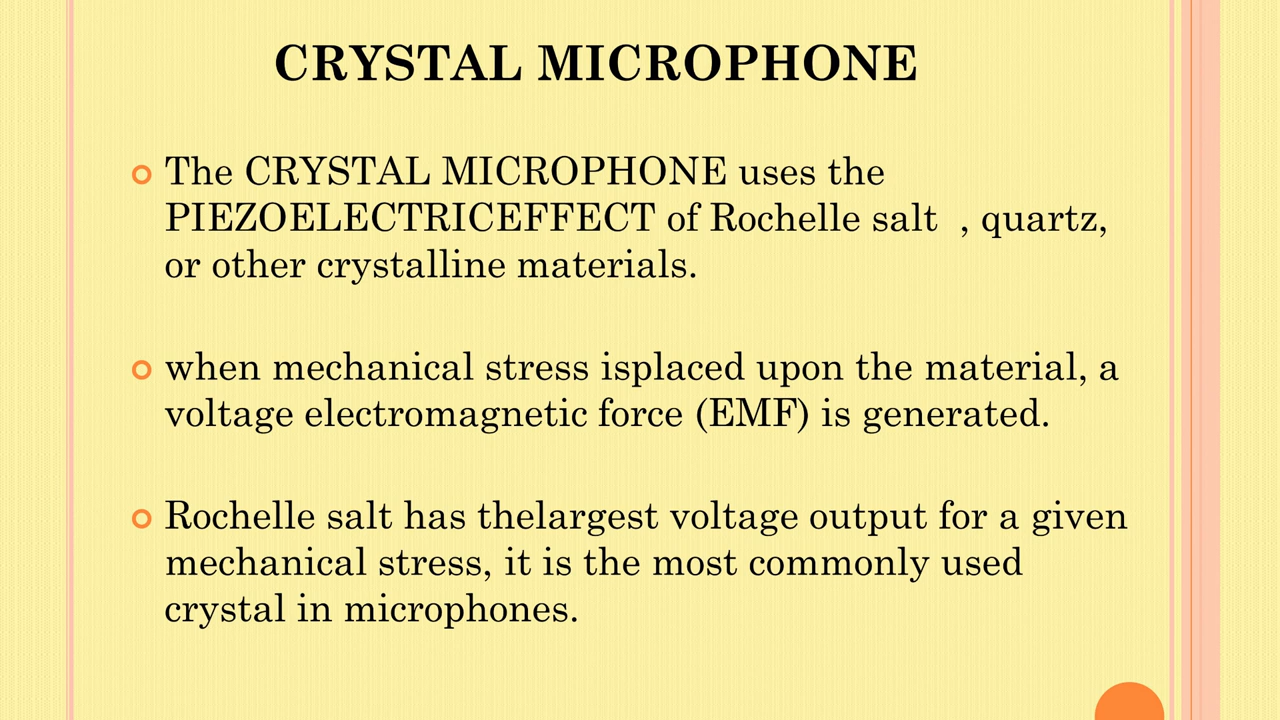 CRYSTAL MICROPHONE
The CRYSTAL MICROPHONE uses the
PIEZOELECTRICEFFECT of Rochelle salt  , quartz,
or other crystalline materials.
when mechanical stress isplaced upon the material, a
voltage electromagnetic force (EMF) is generated.
Rochelle salt has thelargest voltage output for a given
mechanical stress, it is the most commonly used
crystal in microphones.